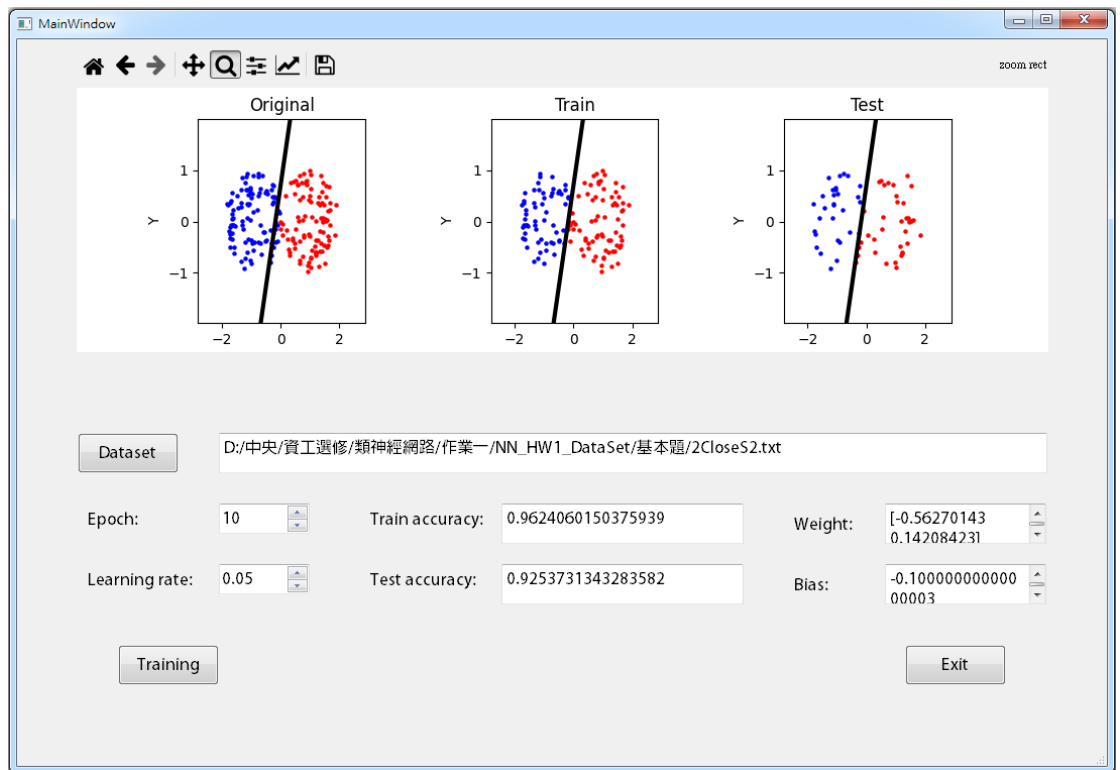 MainWindow
zoom rect
Original
Train
Test
1
0
−1
Y
−2 0 2
1
0
−1
Y
−2 0 2
1
0
−1
Y
−2 0 2
Dataset
D:/中央/資工選修/類神經網路/作業一/NN_HW1_DataSet/基本題/2CloseS2.txt
Epoch:
10
Train accuracy:
0.9624060150375939
Weight:
[-0.56270143
0.14208423]
Learning rate:
0.05
Test accuracy:
0.9253731343283582
Bias:
-0.100000000000
00003
Training
Exit